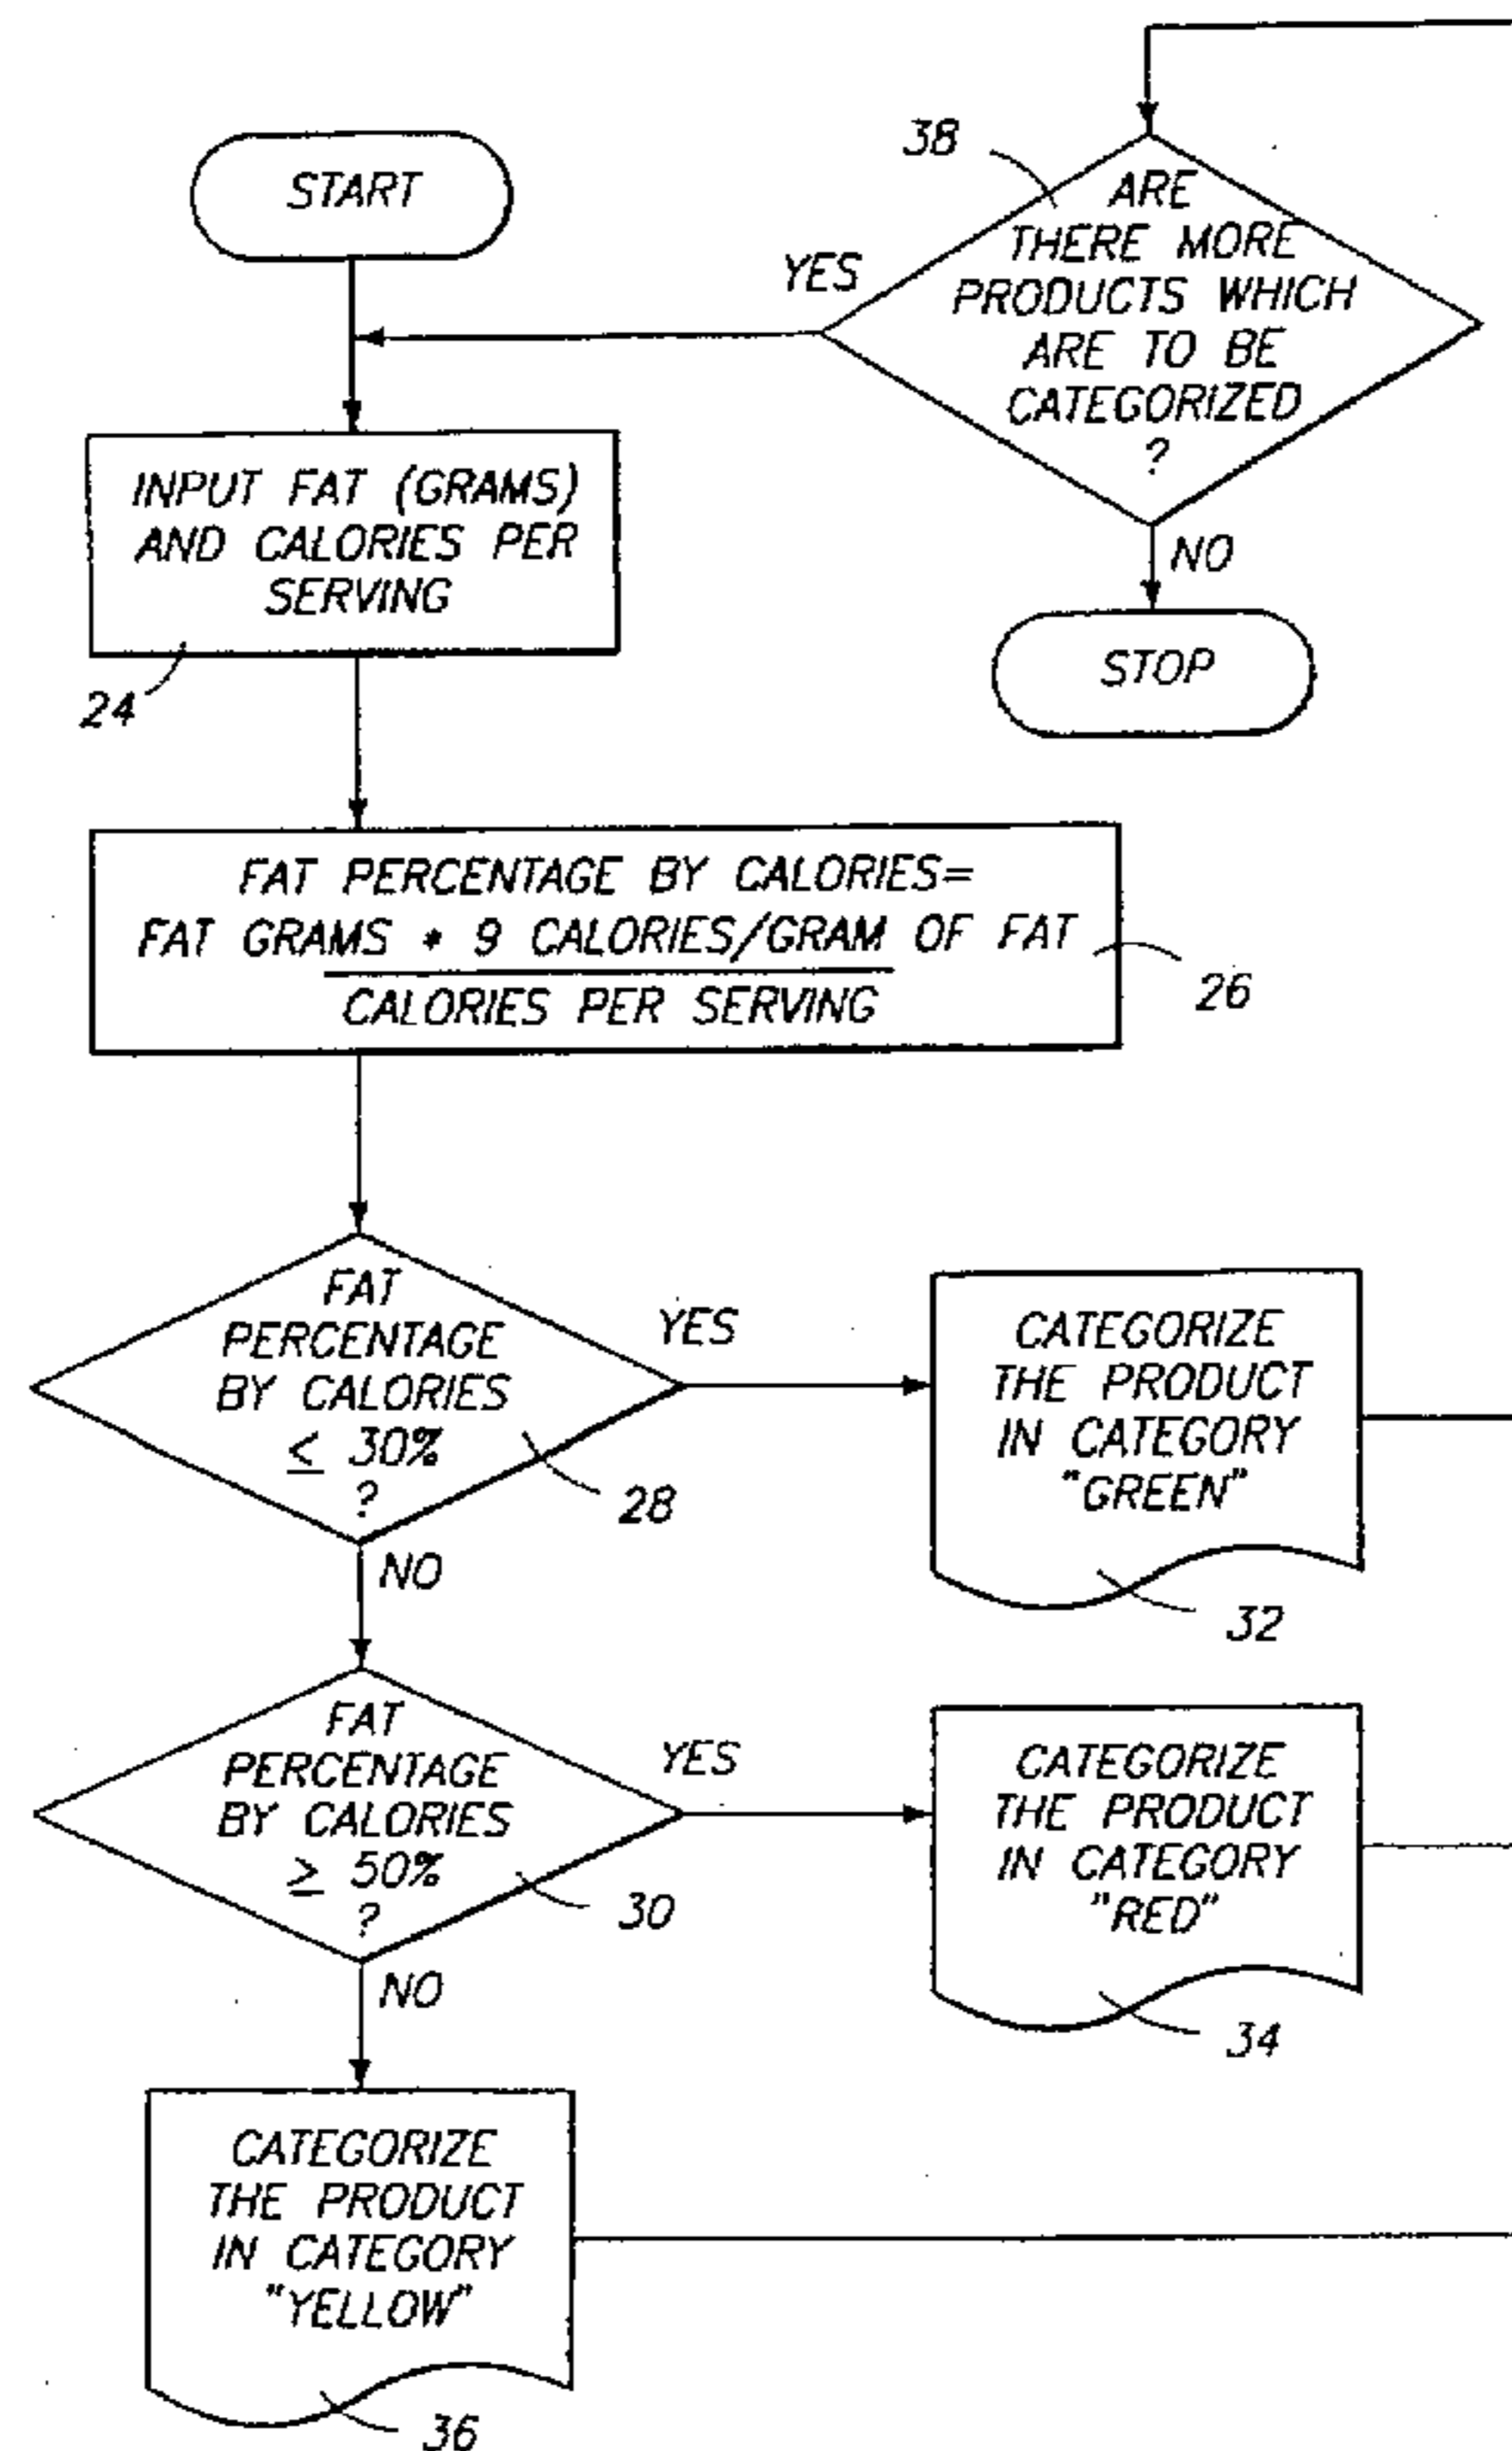 START
38
ARE
THERE MORE
PRODUCTS WHICH
ARE TO BE
CATEGORIZED
?
YES
NO
STOP
INPUT FAT (GRAMS)
AND CALORIES PER
SERVING
24
FAT PERCENTAGE BY CALORIES=
FAT GRAMS * 9 CALORIES/GRAM OF FAT
CALORIES PER SERVING
26
FAT
PERCENTAGE
BY CALORIES
≤ 30%
?
28
YES
NO
CATEGORIZE
THE PRODUCT
IN CATEGORY
"GREEN"
32
FAT
PERCENTAGE
BY CALORIES
≥ 50%
?
30
YES
NO
CATEGORIZE
THE PRODUCT
IN CATEGORY
"RED"
34
CATEGORIZE
THE PRODUCT
IN CATEGORY
"YELLOW"
36